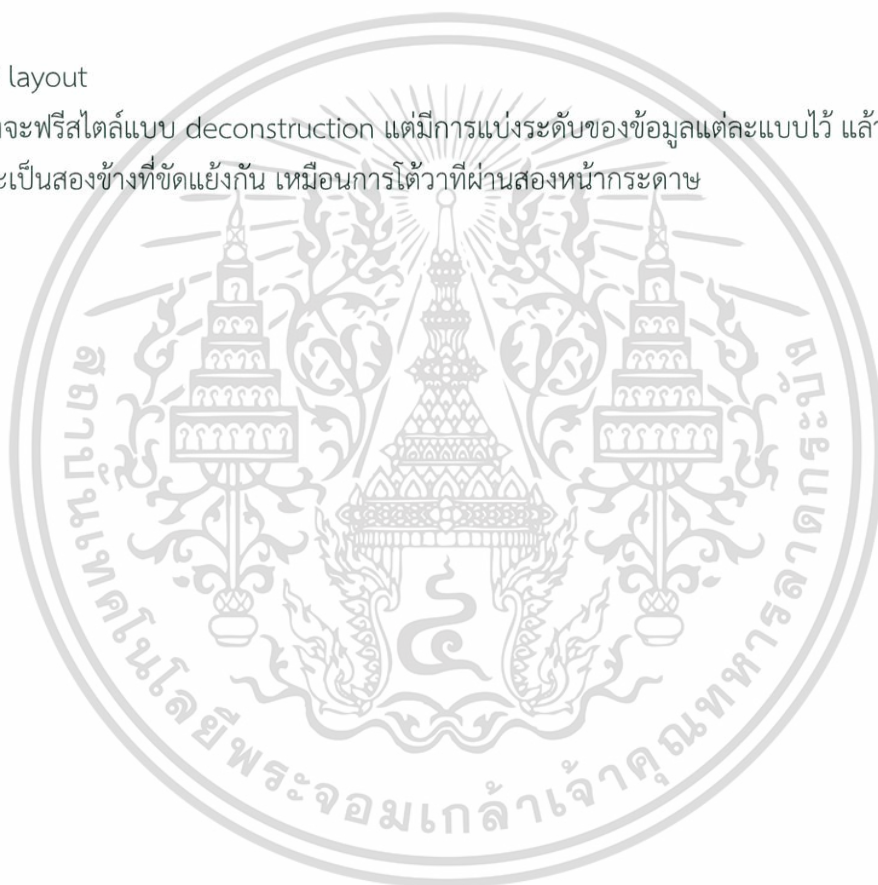 layout
จะฟรีสไตล์แบบ deconstruction แต่มีการแบ่งระดับของข้อมูลแต่ละแบบไว้ แล้ว
เป็นสองข้างที่ขัดแย้งกัน เหมือนการโต้วาทีผ่านสองหน้ากระดาษ
สถาบันเทคโนโลยีพระจอมเกล้าเจ้าคุณทหารลาดกระบัง
๔